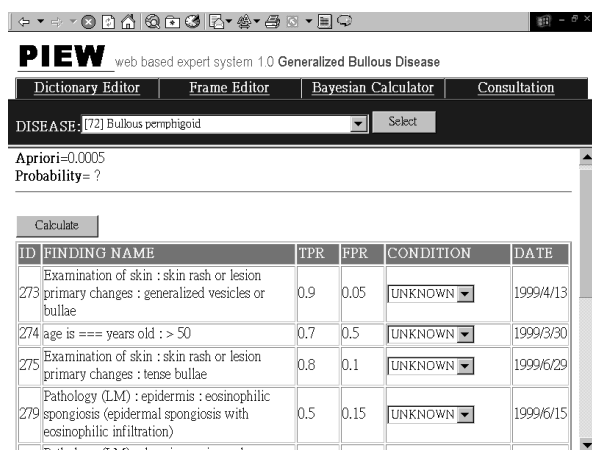 PIEW web based expert system 1.0 Generalized Bullous Disease
Dictionary Editor Frame Editor Bayesian Calculator Consultation
DISEASE: [72] Bullous pemphigoid Select
Apriori=0.0005
Probability= ?
Calculate
ID FINDING NAME TPR FPR CONDITION DATE
Examination of skin : skin rash or lesion
273 primary changes : generalized vesicles or 0.9 0.05 UNKNOWN 1999/4/13
bullae
274 age is === years old : > 50 0.7 0.5 UNKNOWN 1999/3/30
Examination of skin : skin rash or lesion
275 primary changes : tense bullae 0.8 0.1 UNKNOWN 1999/6/29
Pathology (LM) : epidermis : eosinophilic
279 spongiosis (epidermal spongiosis with 0.5 0.15 UNKNOWN 1999/6/15
eosinophilic infiltration)